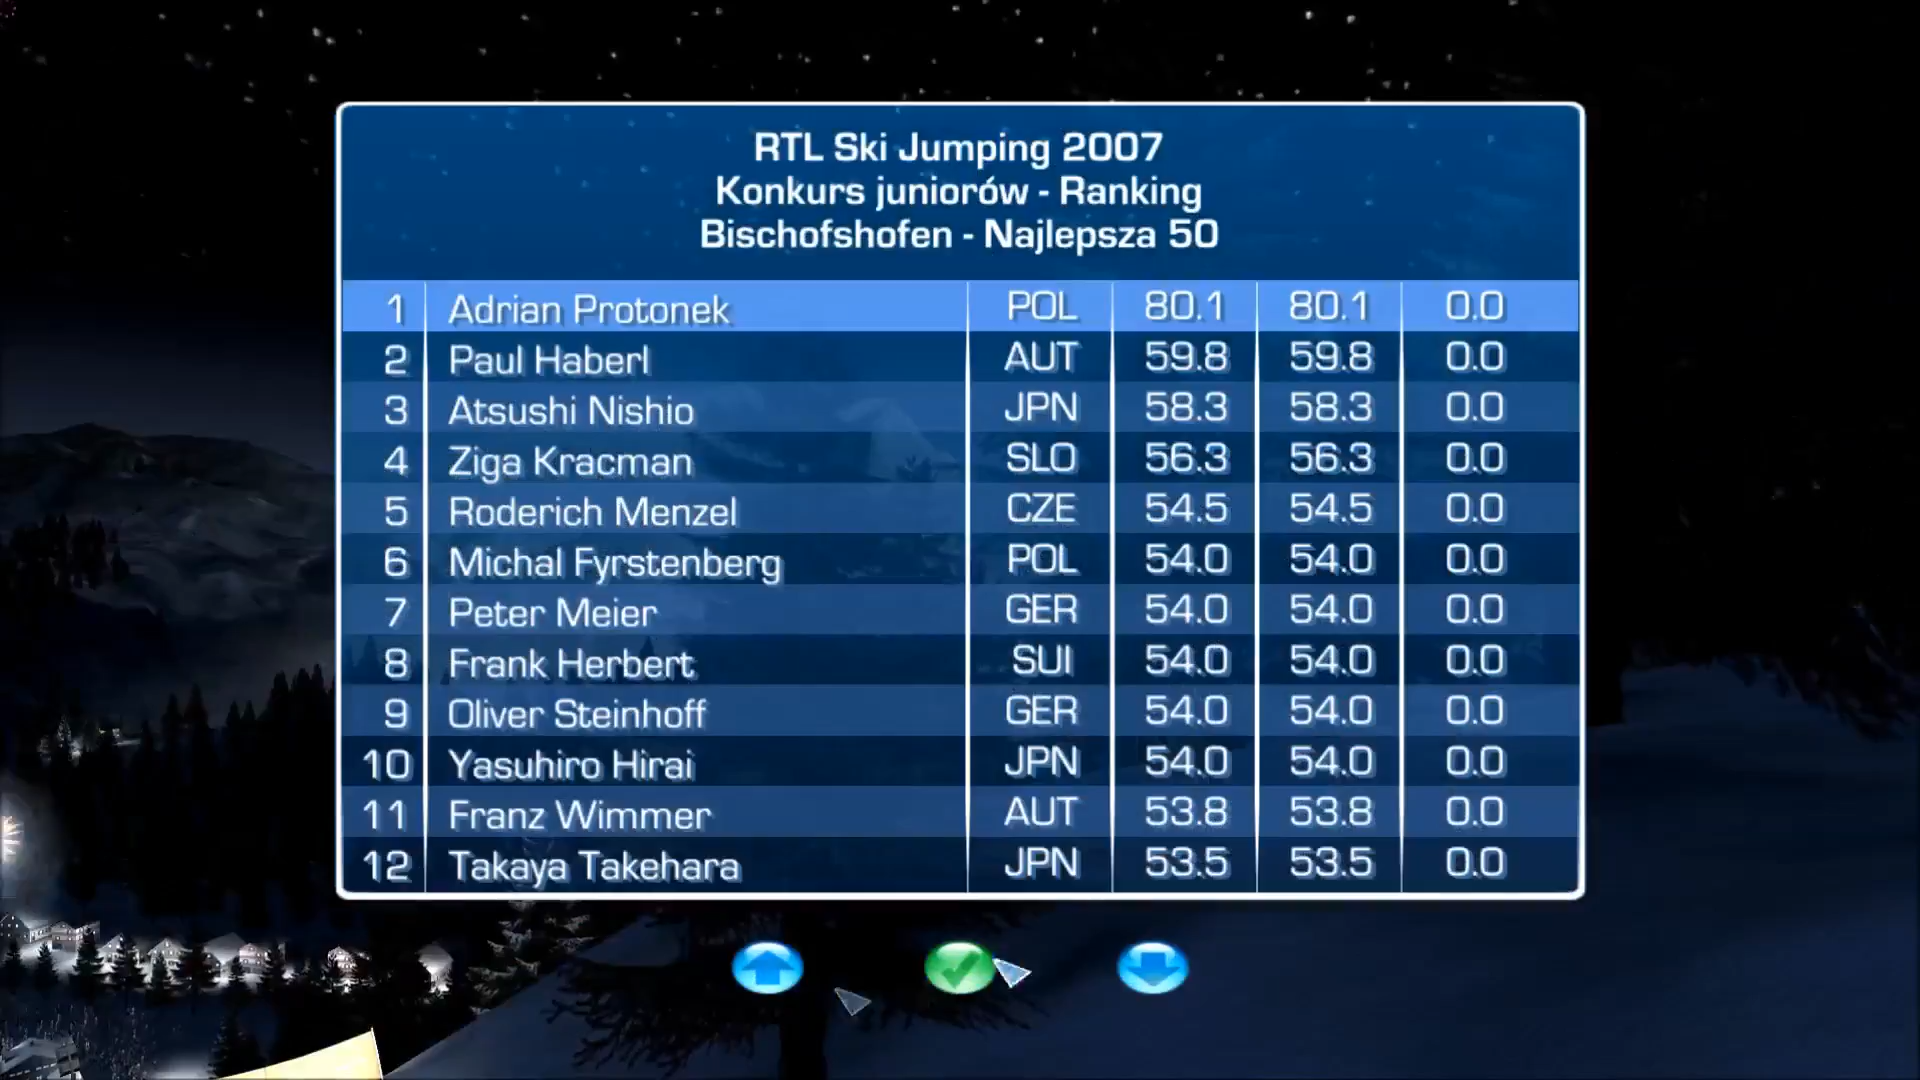 RTL Ski Jumping 2007
Konkurs juniorów - Ranking
Bischofshofen - Najlepsza 50
1 Adrian Protonek POL 80.1 80.1 0.0
2 Paul Haberl AUT 59.8 59.8 0.0
3 Atsushi Nishio JPN 58.3 58.3 0.0
4 Ziga Kracman SLO 56.3 56.3 0.0
5 Roderich Menzel CZE 54.5 54.5 0.0
6 Michal Fyrstenberg POL 54.0 54.0 0.0
7 Peter Meier GER 54.0 54.0 0.0
8 Frank Herbert SUI 54.0 54.0 0.0
9 Oliver Steinhoff GER 54.0 54.0 0.0
10 Yasuhiro Hirai JPN 54.0 54.0 0.0
11 Franz Wimmer AUT 53.8 53.8 0.0
12 Takaya Takehara JPN 53.5 53.5 0.0